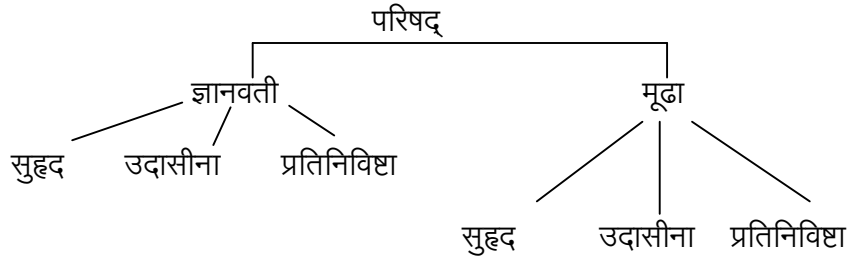 परिषद्
ज्ञानवती मूढा
सुहृद उदासीना प्रतिनिविष्टा
सुहृद उदासीना प्रतिनिविष्टा